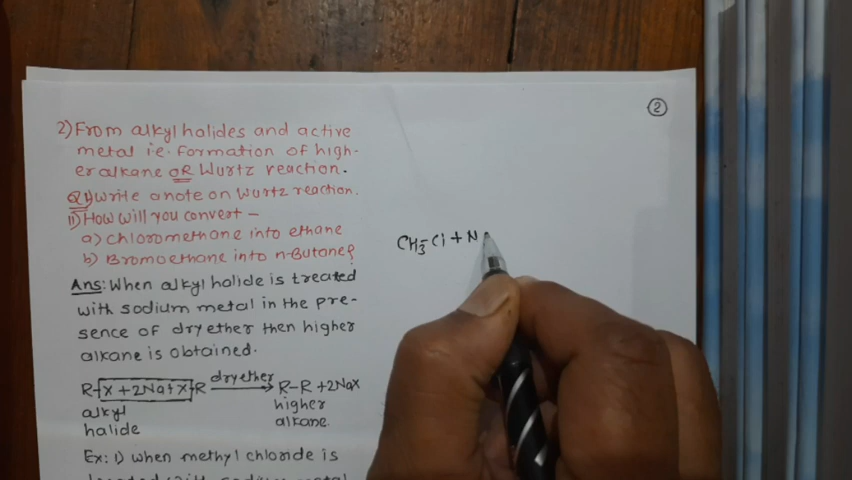 2
2) From alkyl halides and active
metal i.e. formation of high-
er alkane OR Wurtz reaction.
Q1) Write a note on Wurtz reaction.
11) How will you convert -
a) chloromethane into ethane
b) Bromoethane into n-Butane?
Ans: When alkyl halide is treated
with sodium metal in the pre-
sence of dry ether then higher
alkane is obtained.
R-X + 2Na + X-R dry ether → R-R + 2NaX
alkyl halide
higher alkane.
Ex: 1) when methyl chloride is
CH3-Cl + N